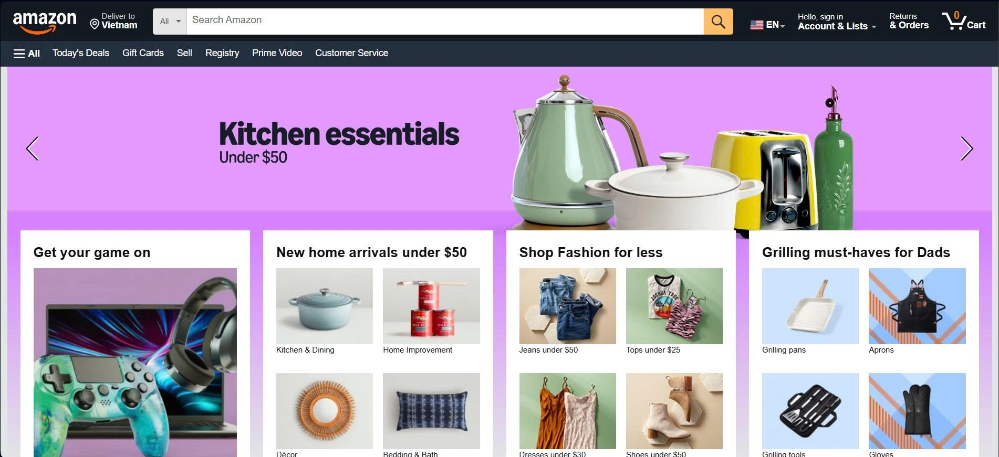 amazon
Deliver to
Vietnam
All
Search Amazon
EN
Hello, sign in
Account & Lists
Returns
& Orders
0
Cart
All
Today's Deals
Gift Cards
Sell
Registry
Prime Video
Customer Service
Kitchen essentials
Under $50
Get your game on
New home arrivals under $50
Kitchen & Dining
Home Improvement
Décor
Bedding & Bath
Shop Fashion for less
JOSHUA TREE
Jeans under $50
Tops under $25
Dresses under $30
Shoes under $50
Grilling must-haves for Dads
Grilling pans
Aprons
Grilling tools
Gloves